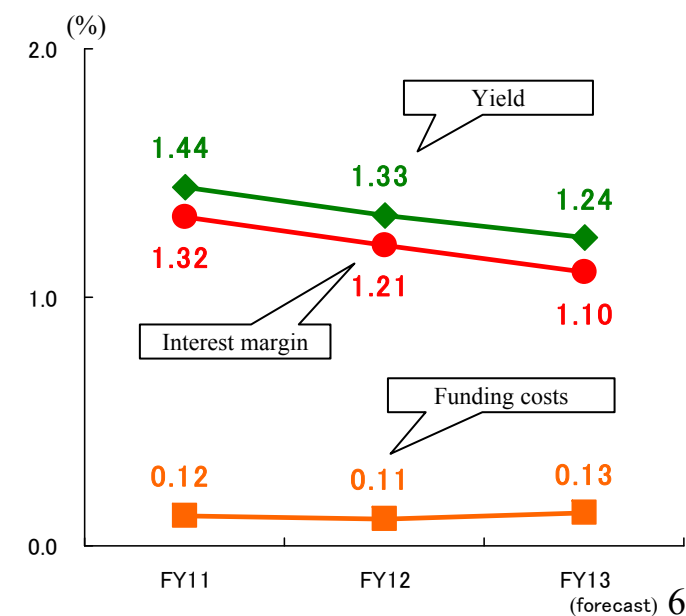 (%)
2.0
Yield
1.44
1.33
1.24
1.32
1.21
1.10
1.0
Interest margin
Funding costs
0.12
0.11
0.13
0.0
FY11
FY12
FY13
(forecast) 6